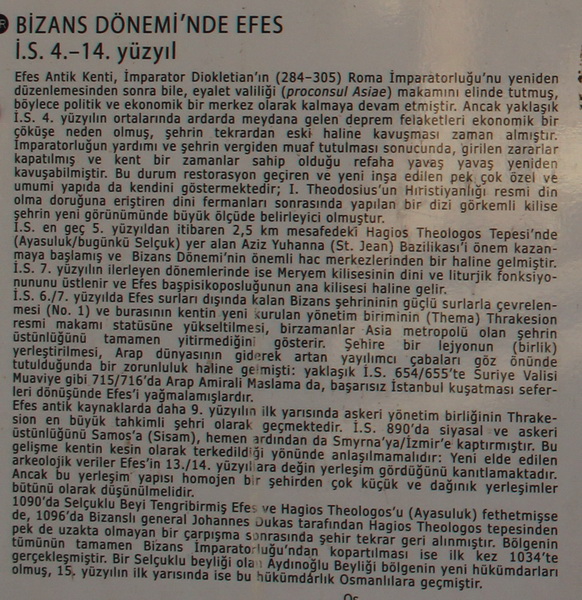 BİZANS DÖNEMİ'NDE EFES
İ.S. 4.–14. yüzyıl
Efes Antik Kenti, İmparator Diokletian'ın (284–305) Roma İmparatorluğu'nu yeniden
düzenlemesinden sonra bile, eyalet valiliği (proconsul Asiae) makamını elinde tutmuş,
böylece politik ve ekonomik bir merkez olarak kalmaya devam etmiştir. Ancak yaklaşık
İ.S. 4. yüzyılın ortalarında ardarda meydana gelen deprem felaketleri ekonomik bir
çöküşe neden olmuş, şehrin tekrardan eski haline kavuşması zaman almıştır.
İmparatorluğun yardımı ve şehrin vergiden muaf tutulması sonucunda, girilen zararlar
kapatılmış ve kent bir zamanlar sahip olduğu refaha yavaş yavaş yeniden
kavuşabilmiştir. Bu durum restorasyon geçiren ve yeni inşa edilen pek çok özel ve
umumi yapıda da kendini göstermektedir; I. Theodosius'un Hıristiyanlığı resmi din
olma doruğuna eriştiren dini fermanları sonrasında yapılan bir dizi görkemli kilise
şehrin yeni görünümünde büyük ölçüde belirleyici olmuştur.
İ.S. en geç 5. yüzyıldan itibaren 2,5 km mesafedeki Hagios Theologos Tepesi'nde
(Ayasuluk/bugünkü Selçuk) yer alan Aziz Yuhanna (St. Jean) Bazilikası'i önem kazan-
maya başlamış ve Bizans Dönemi'nin önemli hac merkezlerinden bir haline gelmiştir.
İ.S. 7. yüzyılın ilerleyen dönemlerinde ise Meryem kilisesinin dini ve liturjik fonksiyo-
nununu üstlenir ve Efes başpisikoposluğunun ana kilisesi haline gelir.
İ.S. 6./7. yüzyılda Efes surları dışında kalan Bizans şehrininin güçlü surlarla çevrelen-
mesi (No. 1) ve burasının kentin yeni kurulan yönetim biriminin (Thema) Thrakesion
resmi makamı statüsüne yükseltilmesi, birzamanlar Asia metropolü olan şehrin
üstünlüğünü tamamen yitirmediğini gösterir. Şehire bir lejyonun (birlik)
yerleştirilmesi, Arap dünyasının giderek artan yayılımcı çabaları göz önünde
tutulduğunda bir zorunluluk haline gelmişti: yaklaşık İ.S. 654/655'te Suriye Valisi
Muaviye gibi 715/716'da Arap Amirali Maslama da, başarısız İstanbul kuşatması sefer-
leri dönüşünde Efes'i yağmalamışlardır.
Efes antik kaynaklarda daha 9. yüzyılın ilk yarısında askeri yönetim birliğinin Thrake-
sion en büyük tahkimli şehri olarak geçmektedir. İ.S. 890'da siyasal ve askeri
üstünlüğünü Samos'a (Sisam), hemen ardından da Smyrna'ya/İzmir'e kaptırmıştır. Bu
gelişme kentin kesin olarak terkedildiği yönünde anlaşılmamalıdır: Yeni elde edilen
arkeolojik veriler Efes'in 13./14. yüzyıllara değin yerleşim gördüğünü kanıtlamaktadır.
Ancak bu yerleşim yapısı homojen bir şehirden çok küçük ve dağınık yerleşimler
bütünü olarak düşünülmelidir.
1090'da Selçuklu Beyi Tengribirmiş Efes ve Hagios Theologos'u (Ayasuluk) fethetmişse
de, 1096'da Bizanslı general Johannes Dukas tarafından Hagios Theologos tepesinden
pek de uzakta olmayan bir çarpışma sonrasında şehir tekrar geri alınmıştır. Bölgenin
tümünün tamamen Bizans İmparatorluğu'ndan kopartılması ise ilk kez 1034'te
gerçekleşmiştir. Bir Selçuklu beyliği olan Aydınoğlu Beyliği bölgenin yeni hükümdarları
olmuş, 15. yüzyılın ilk yarısında ise bu hükümdarlık Osmanlılara geçmiştir.